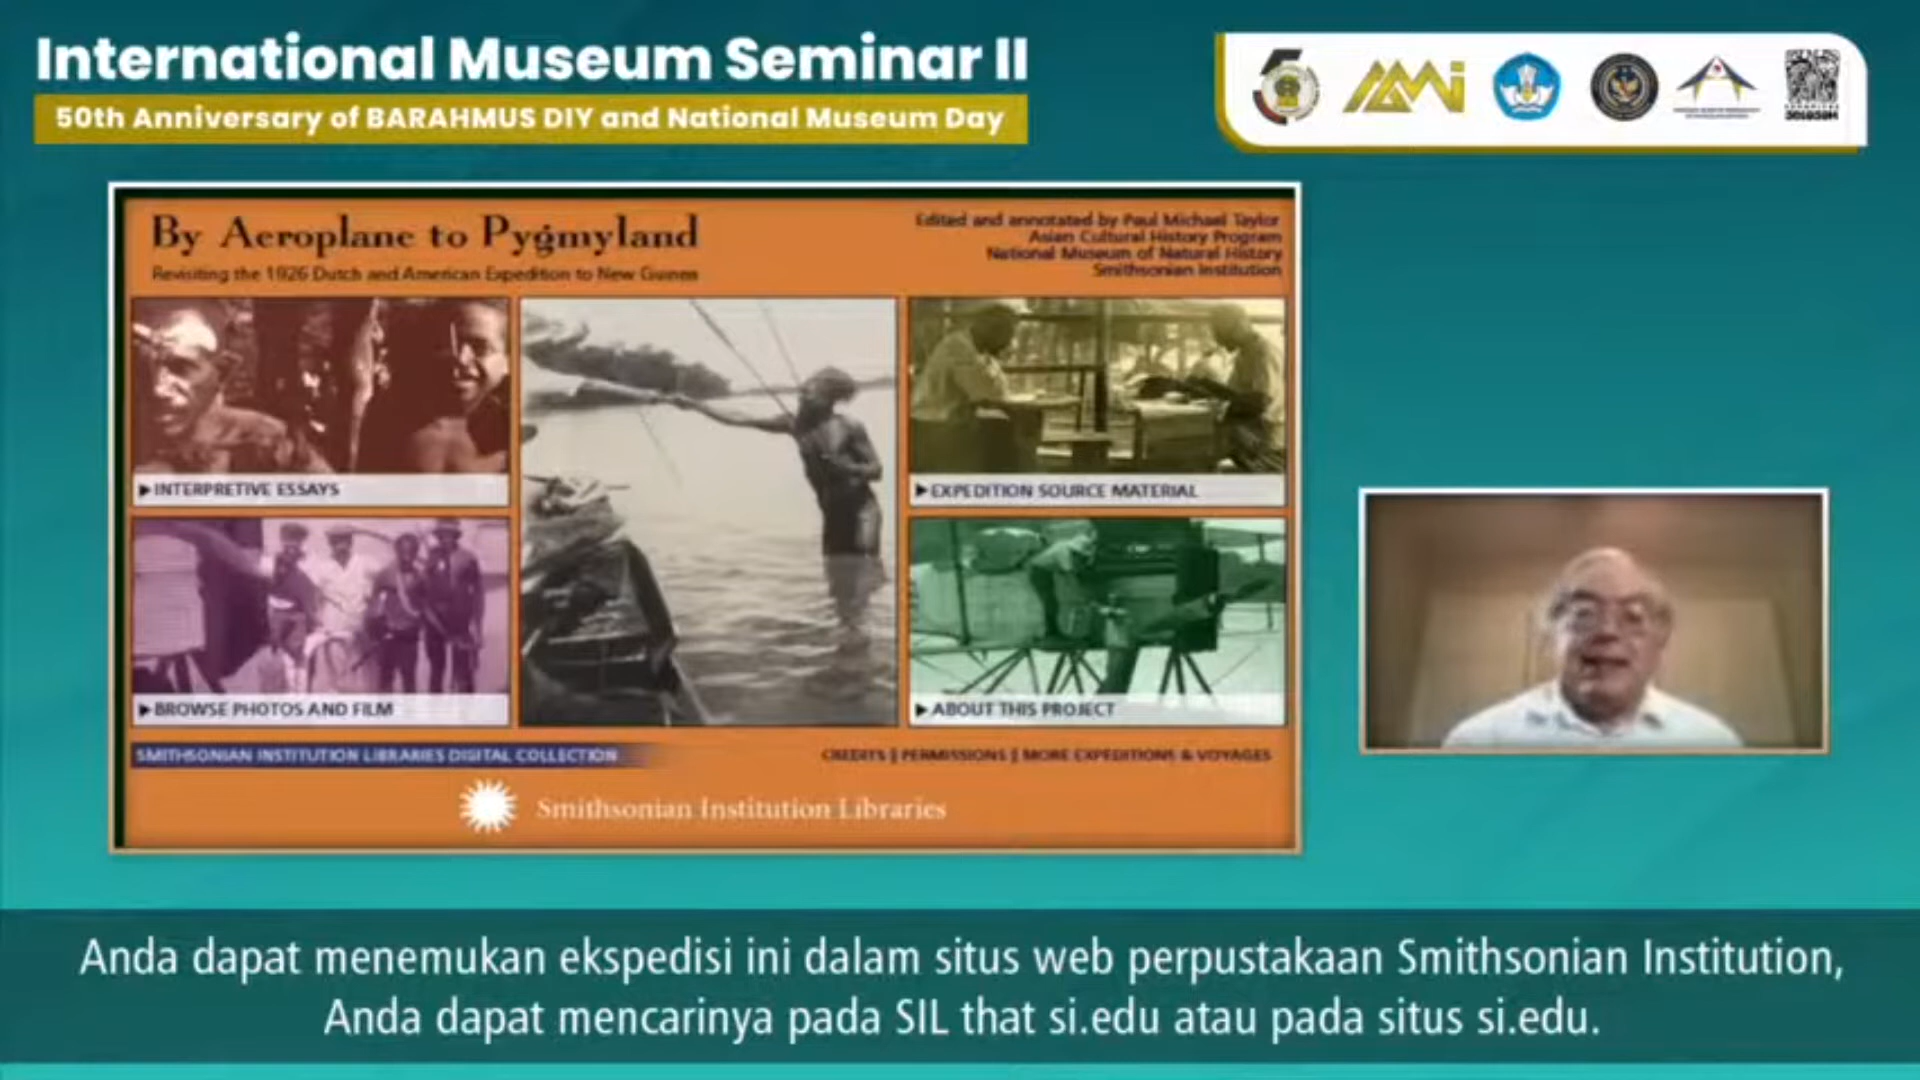 International Museum Seminar II
50th Anniversary of BARAHMUS DIY and National Museum Day
By Aeroplane to Pygmyland
Revisiting the 1926 Dutch and American Expedition to New Guinea
Edited and annotated by Paul Michael Taylor
Asian Cultural History Program
National Museum of Natural History
Smithsonian Institution
▶INTERPRETIVE ESSAYS
▶EXPEDITION SOURCE MATERIAL
▶BROWSE PHOTOS AND FILM
▶ABOUT THIS PROJECT
SMITHSONIAN INSTITUTION LIBRARIES DIGITAL COLLECTION
CREDITS | PERMISSIONS | MORE EXPEDITIONS & VOYAGES
Smithsonian Institution Libraries
Anda dapat menemukan ekspedisi ini dalam situs web perpustakaan Smithsonian Institution,
Anda dapat mencarinya pada SIL that si.edu atau pada situs si.edu.